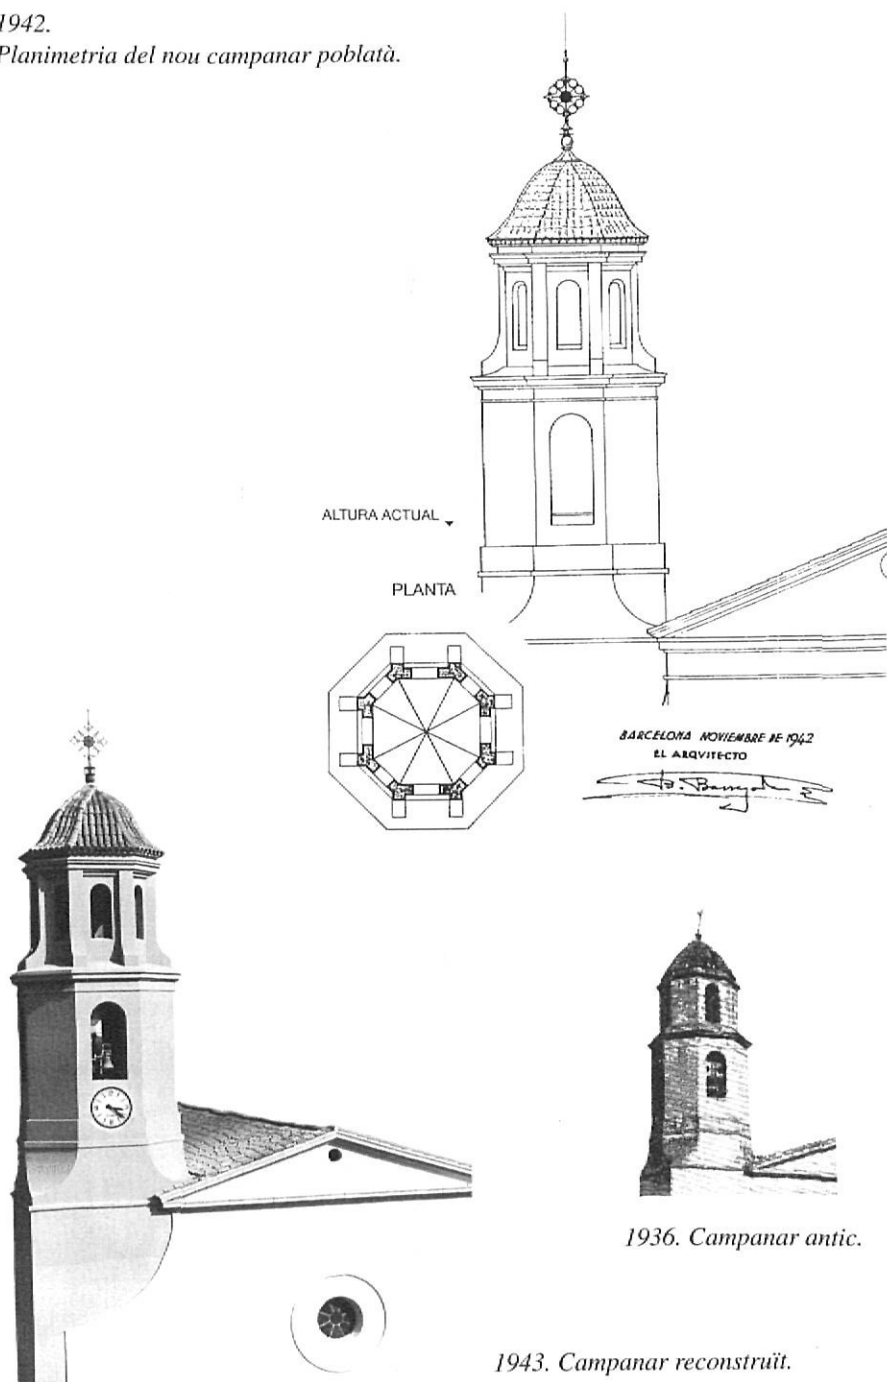 1942.
Planimetria del nou campanar poblatà.
ALTURA ACTUAL
PLANTA
BARCELONA NOVIEMBRE DE 1942
EL ARQVITECTO
1936. Campanar antic.
1943. Campanar reconstruït.